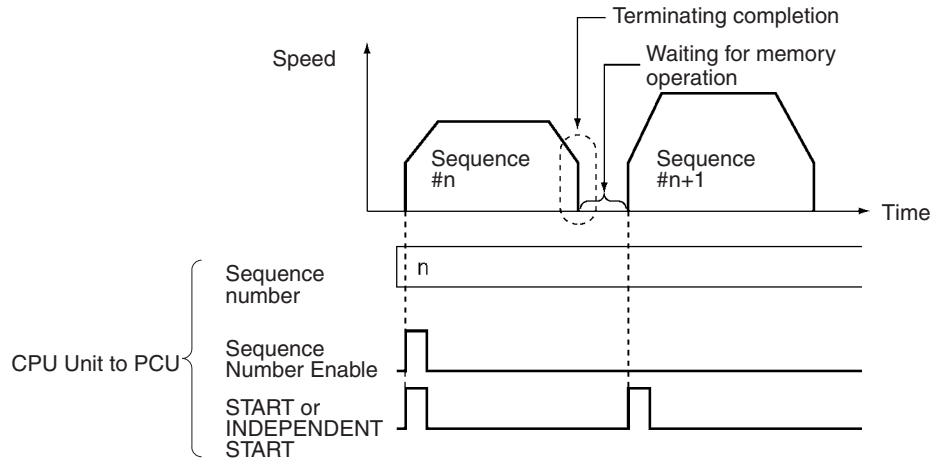 Terminating completion
Speed
Waiting for memory
operation
Sequence
#n
Sequence
#n+1
Time
CPU Unit to PCU
Sequence
number
n
Sequence
Number Enable
START or
INDEPENDENT
START